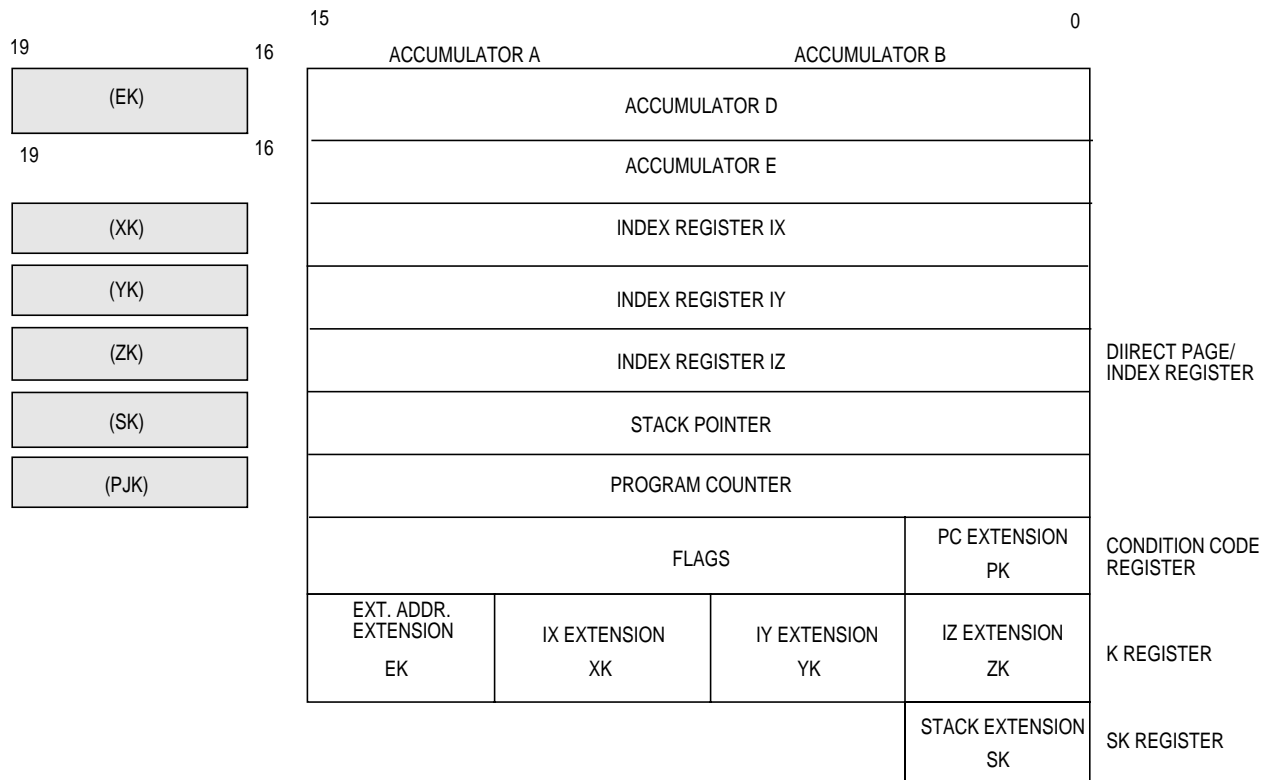 15 0
19 16 ACCUMULATOR A ACCUMULATOR B
(EK) ACCUMULATOR D
19 16
ACCUMULATOR E
(XK) INDEX REGISTER IX
(YK) INDEX REGISTER IY
(ZK) INDEX REGISTER IZ DIIRECT PAGE/
INDEX REGISTER
(SK) STACK POINTER
(PJK) PROGRAM COUNTER
FLAGS PC EXTENSION
PK
CONDITION CODE
REGISTER
EXT. ADDR.
EXTENSION
EK
IX EXTENSION
XK
IY EXTENSION
YK
IZ EXTENSION
ZK
K REGISTER
STACK EXTENSION
SK
SK REGISTER